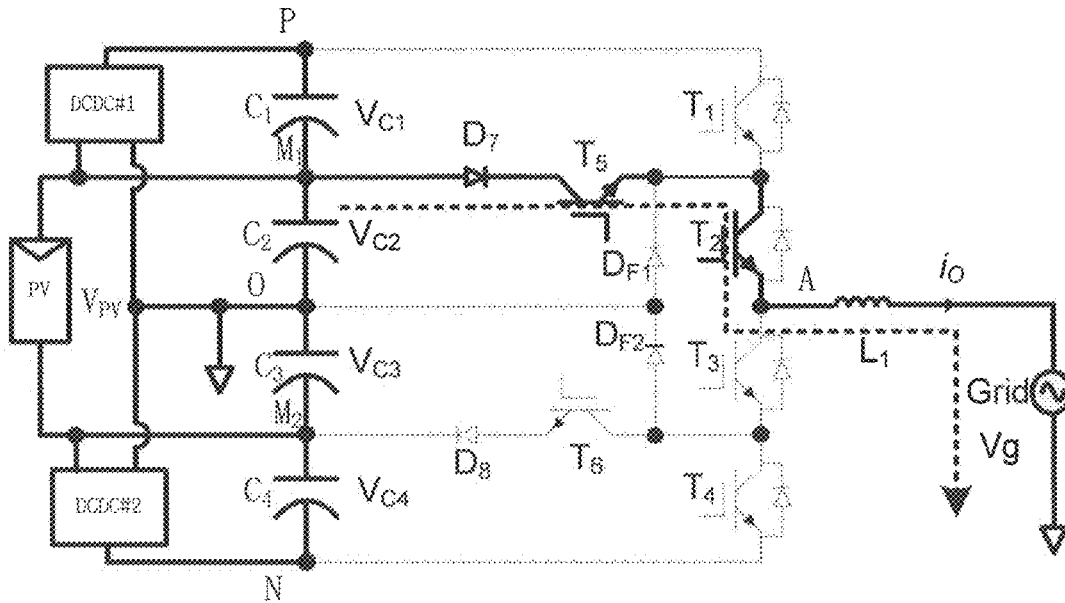 P
DCDC#1
C1
VC1
T1
M1
D7
T5
PV
VPV
C2
VC2
DF1
T2
O
A
iO
C3
VC3
DF2
T3
L1
Grid
Vg
M2
D8
T6
DCDC#2
C4
VC4
T4
N